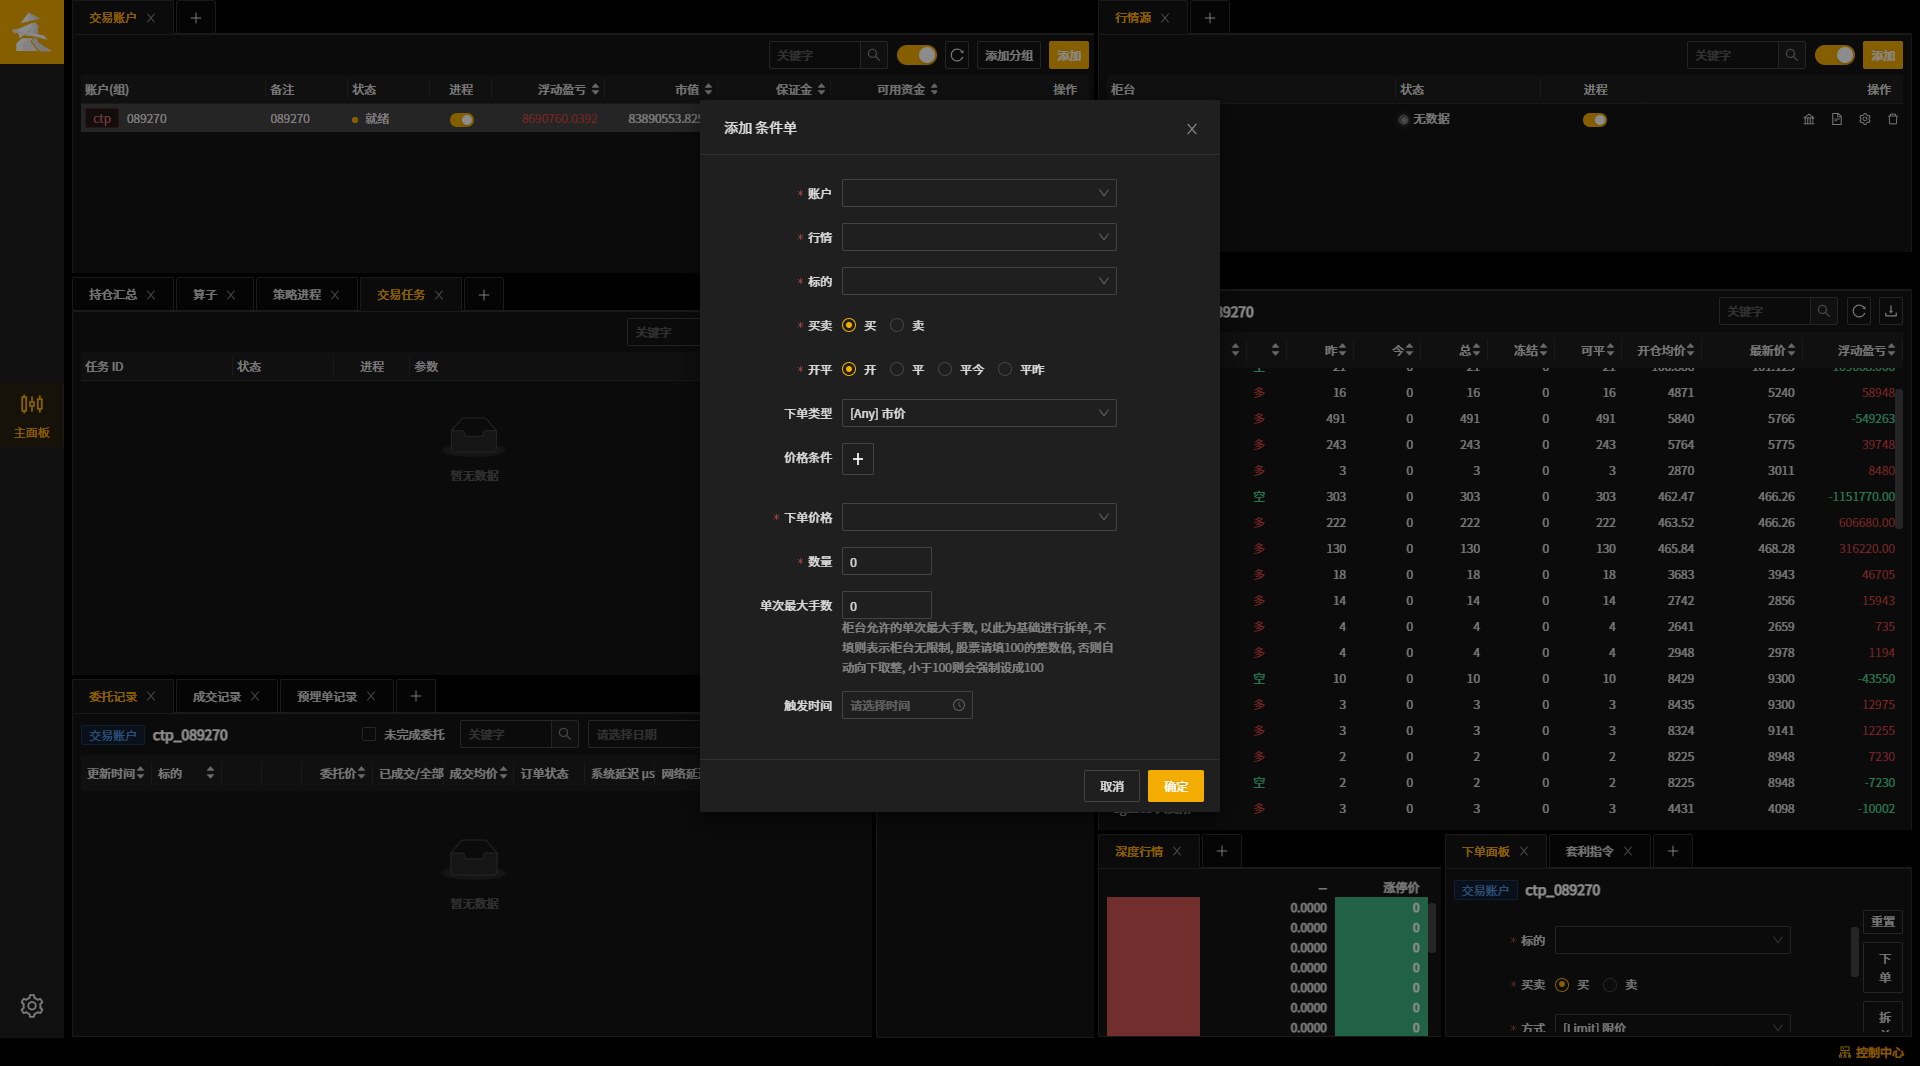 交易账户
行情源
关键字
添加分组
添加
关键字
添加
账户(组) 备注 状态 进程 浮动盈亏 市值 保证金 可用资金 操作
柜台 状态 进程 操作
ctp 089270 089270 就绪 8690760.0392 83890553.825
无数据
添加 条件单
* 账户
* 行情
* 标的
* 买卖 买 卖
* 开平 开 平 平今 平昨
下单类型 [Any] 市价
价格条件
* 下单价格
* 数量 0
单次最大手数 0
柜台允许的单次最大手数, 以此为基础进行拆单, 不
填则表示柜台无限制, 股票请填100的整数倍, 否则自
动向下取整, 小于100则会强制设成100
触发时间 请选择时间
取消 确定
持仓汇总 算子 策略进程 交易任务
关键字
任务 ID 状态 进程 参数
暂无数据
主面板
委托记录 成交记录 预埋单记录
交易账户 ctp_089270 未完成委托 关键字 请选择日期
更新时间 标的 委托价 已成交/全部 成交均价 订单状态 系统延迟 μs 网络延
暂无数据
89270 关键字
昨 今 总 冻结 可平 开仓均价 最新价 浮动盈亏
多 16 0 16 0 16 4871 5240 58948
多 491 0 491 0 491 5840 5766 -549263
多 243 0 243 0 243 5764 5775 39748
多 3 0 3 0 3 2870 3011 8480
空 303 0 303 0 303 462.47 466.26 -1151770.00
多 222 0 222 0 222 463.52 466.26 606680.00
多 130 0 130 0 130 465.84 468.28 316220.00
多 18 0 18 0 18 3683 3943 46705
多 14 0 14 0 14 2742 2856 15943
多 4 0 4 0 4 2641 2659 735
多 4 0 4 0 4 2948 2978 1194
空 10 0 10 0 10 8429 9300 -43550
多 3 0 3 0 3 8435 9300 12975
多 3 0 3 0 3 8324 9141 12255
多 2 0 2 0 2 8225 8948 7230
空 2 0 2 0 2 8225 8948 -7230
多 3 0 3 0 3 4431 4098 -10002
深度行情
-- 涨停价
0.0000 0
0.0000 0
0.0000 0
0.0000 0
0.0000 0
0.0000 0
0.0000 0
下单面板 套利指令
交易账户 ctp_089270
重置
* 标的
下
单
* 买卖 买 卖
拆
* 方式 [Limit] 限价
控制中心